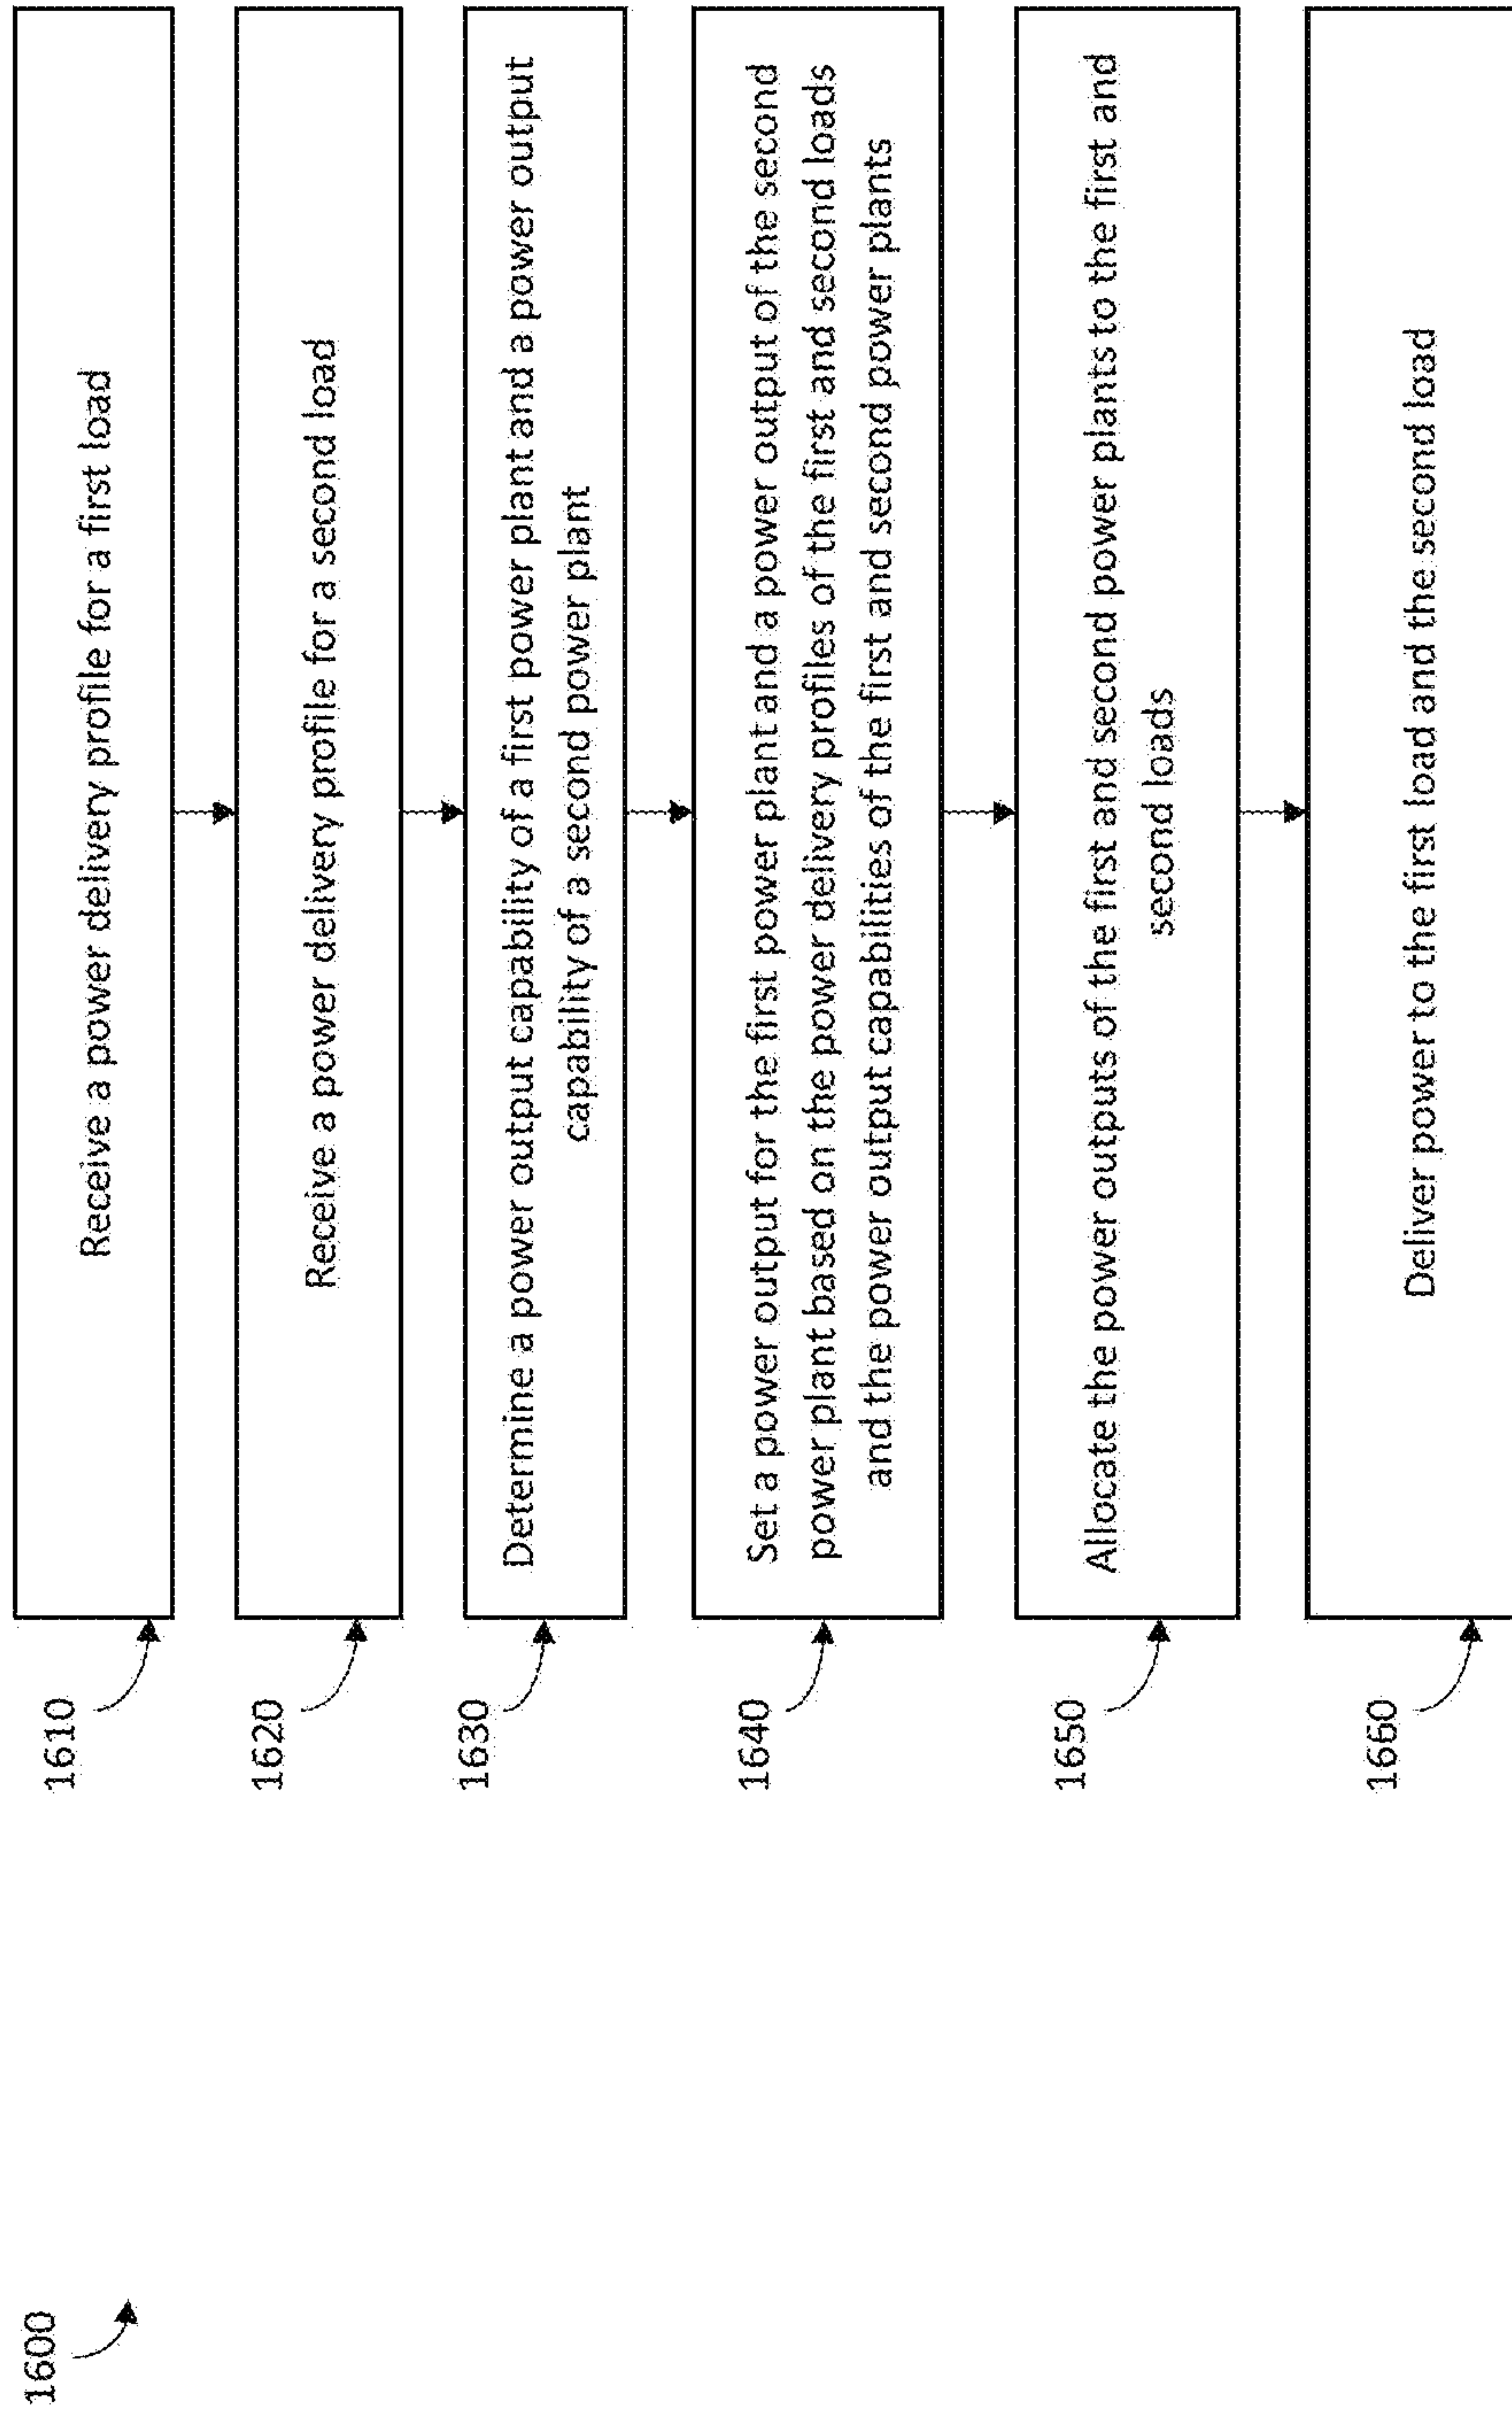 1600
1610
Receive a power delivery profile for a first load
1620
Receive a power delivery profile for a second load
1630
Determine a power output capability of a first power plant and a power output
capability of a second power plant
1640
Set a power output for the first power plant and a power output of the second
power plant based on the power delivery profiles of the first and second loads
and the power output capabilities of the first and second power plants
1650
Allocate the power outputs of the first and second power plants to the first and
second loads
1660
Deliver power to the first load and the second load